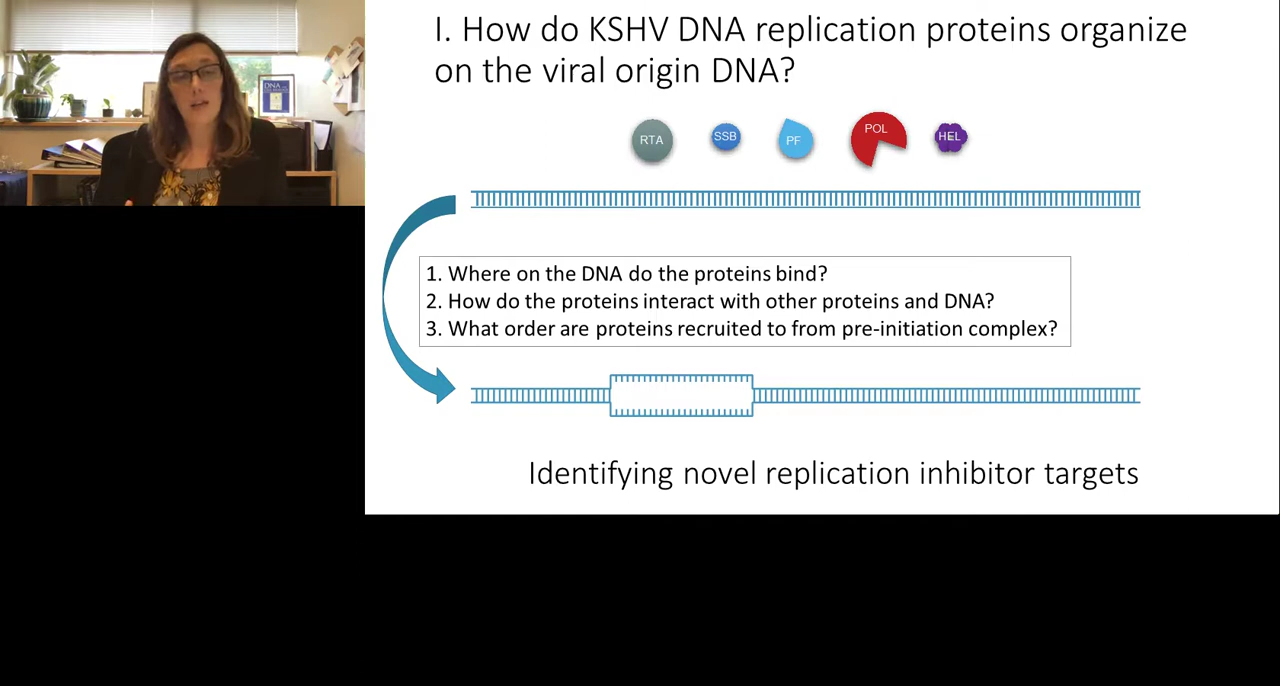 I. How do KSHV DNA replication proteins organize
on the viral origin DNA?
RTA
SSB
PF
POL
HEL
1. Where on the DNA do the proteins bind?
2. How do the proteins interact with other proteins and DNA?
3. What order are proteins recruited to from pre-initiation complex?
Identifying novel replication inhibitor targets
DNA